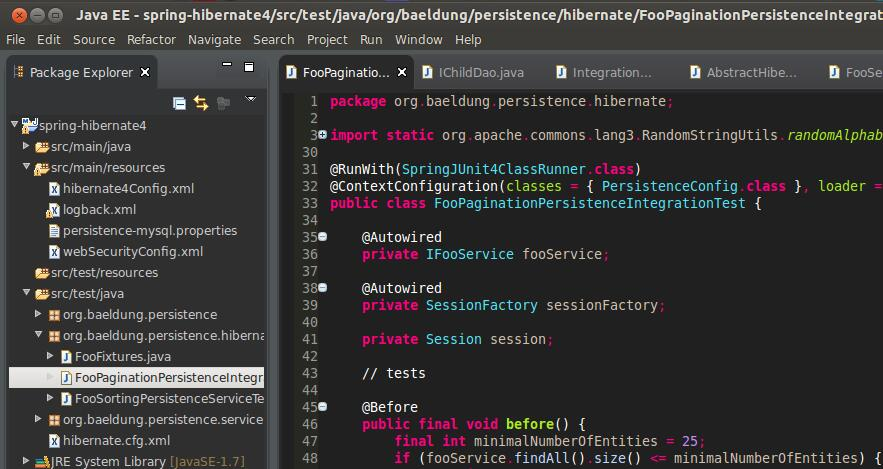 Java EE - spring-hibernate4/src/test/java/org/baeldung/persistence/hibernate/FooPaginationPersistenceIntegrat
File Edit Source Refactor Navigate Search Project Run Window Help
Package Explorer
spring-hibernate4
src/main/java
src/main/resources
hibernate4Config.xml
logback.xml
persistence-mysql.properties
webSecurityConfig.xml
src/test/resources
src/test/java
org.baeldung.persistence
org.baeldung.persistence.hiberna
FooFixtures.java
FooPaginationPersistenceIntegr
FooSortingPersistenceServiceTe
org.baeldung.persistence.service
hibernate.cfg.xml
JRE System Library [JavaSE-1.7]
FooPaginatio... IChildDao.java Integration... AbstractHibe... FooSe
1 package org.baeldung.persistence.hibernate;
2
3 import static org.apache.commons.lang3.RandomStringUtils.randomAlphab
30
31 @RunWith(SpringJUnit4ClassRunner.class)
32 @ContextConfiguration(classes = { PersistenceConfig.class }, loader =
33 public class FooPaginationPersistenceIntegrationTest {
34
35 @Autowired
36 private IFooService fooService;
37
38 @Autowired
39 private SessionFactory sessionFactory;
40
41 private Session session;
42
43 // tests
44
45 @Before
46 public final void before() {
47 final int minimalNumberOfEntities = 25;
48 if (fooService.findAll().size() <= minimalNumberOfEntities) {